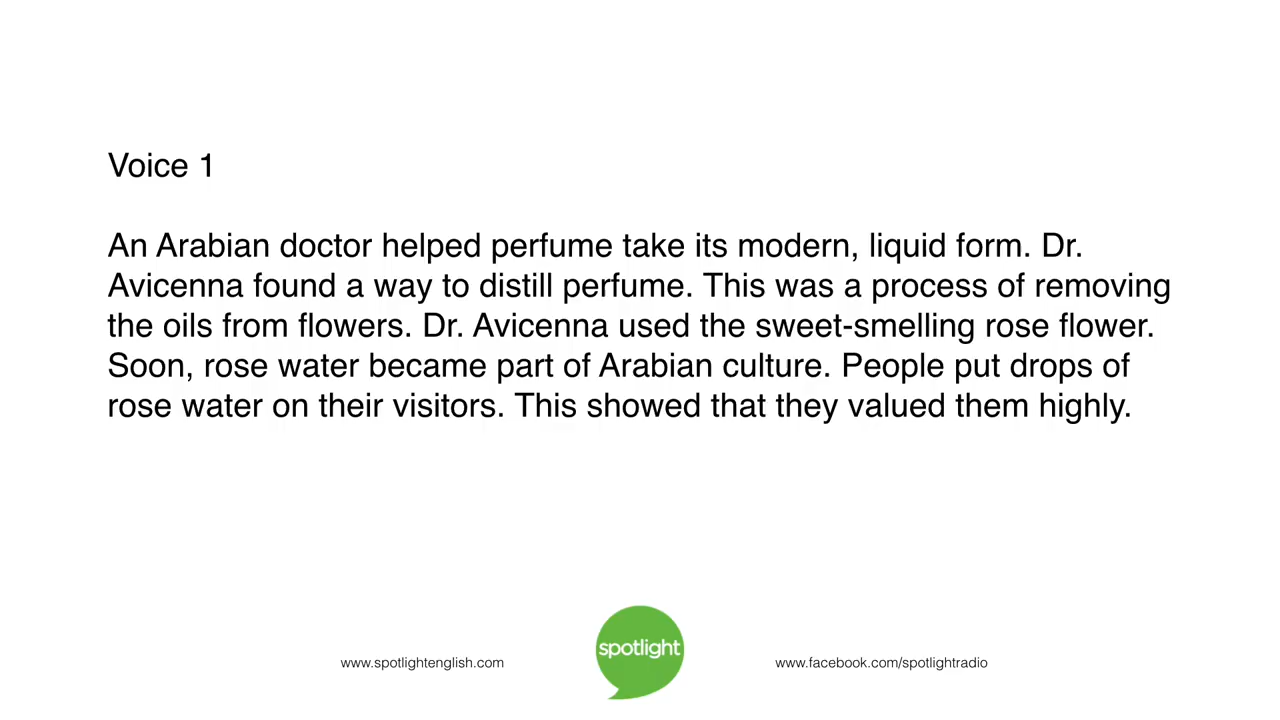 Voice 1
An Arabian doctor helped perfume take its modern, liquid form. Dr.
Avicenna found a way to distill perfume. This was a process of removing
the oils from flowers. Dr. Avicenna used the sweet-smelling rose flower.
Soon, rose water became part of Arabian culture. People put drops of
rose water on their visitors. This showed that they valued them highly.
www.spotlightenglish.com
spotlight
www.facebook.com/spotlightradio